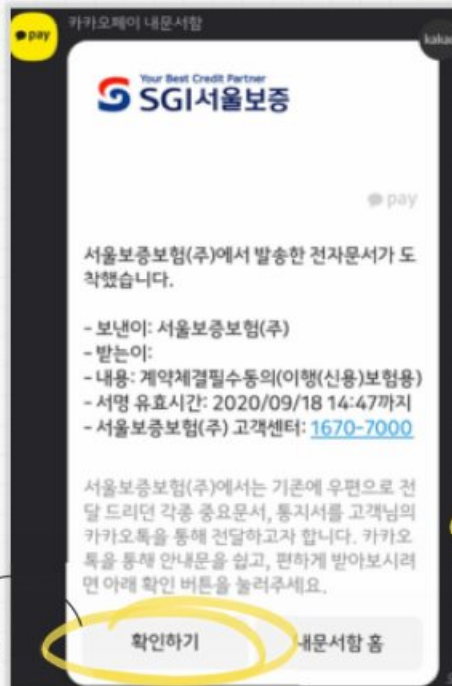 pay
카카오페이 내문서함
kakao
Your Best Credit Partner
SGI서울보증
pay
서울보증보험(주)에서 발송한 전자문서가 도
착했습니다.
- 보낸이: 서울보증보험(주)
- 받는이:
- 내용: 계약체결필수동의(이행(신용)보험용)
- 서명 유효시간: 2020/09/18 14:47까지
- 서울보증보험(주) 고객센터: 1670-7000
서울보증보험(주)에서는 기존에 우편으로 전
달 드리던 각종 중요문서, 통지서를 고객님의
카카오톡을 통해 전달하고자 합니다. 카카오
톡을 통해 안내문을 쉽고, 편하게 받아보시려
면 아래 확인 버튼을 눌러주세요.
확인하기
내문서함 홈